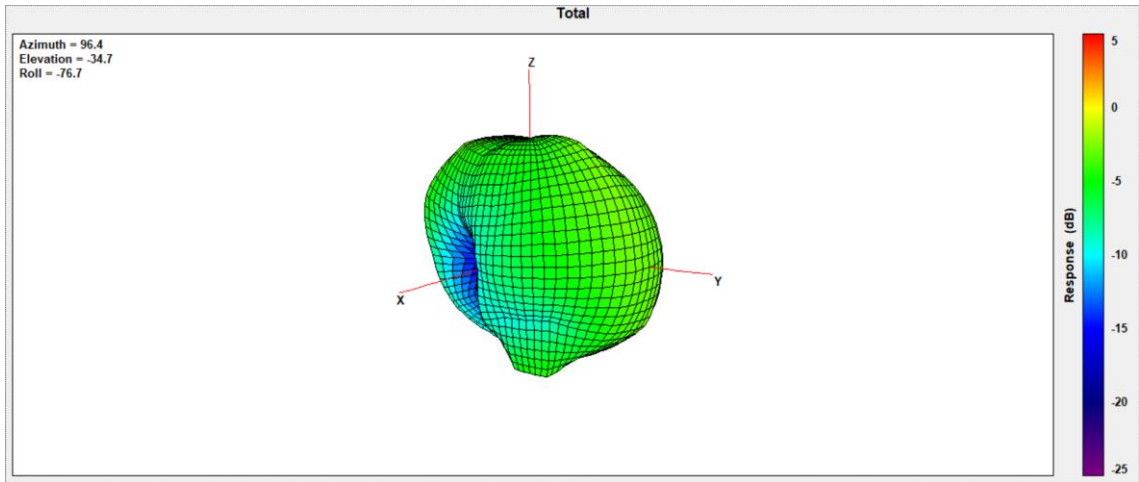 Total
Azimuth = 96.4
Elevation = -34.7
Roll = -76.7
Z
X
Y
5
0
-5
-10
-15
-20
-25
Response (dB)